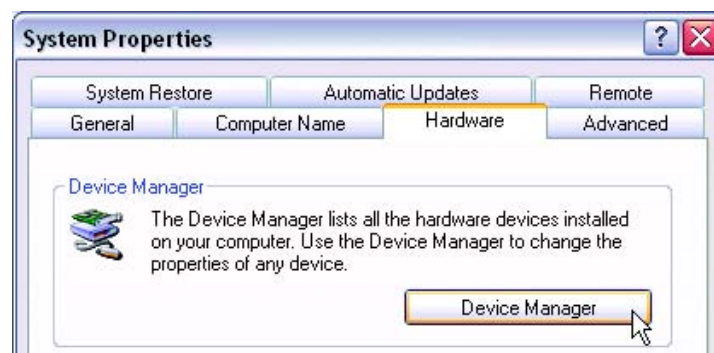 System Properties
?
System Restore
Automatic Updates
Remote
General
Computer Name
Hardware
Advanced
Device Manager
The Device Manager lists all the hardware devices installed
on your computer. Use the Device Manager to change the
properties of any device.
Device Manager